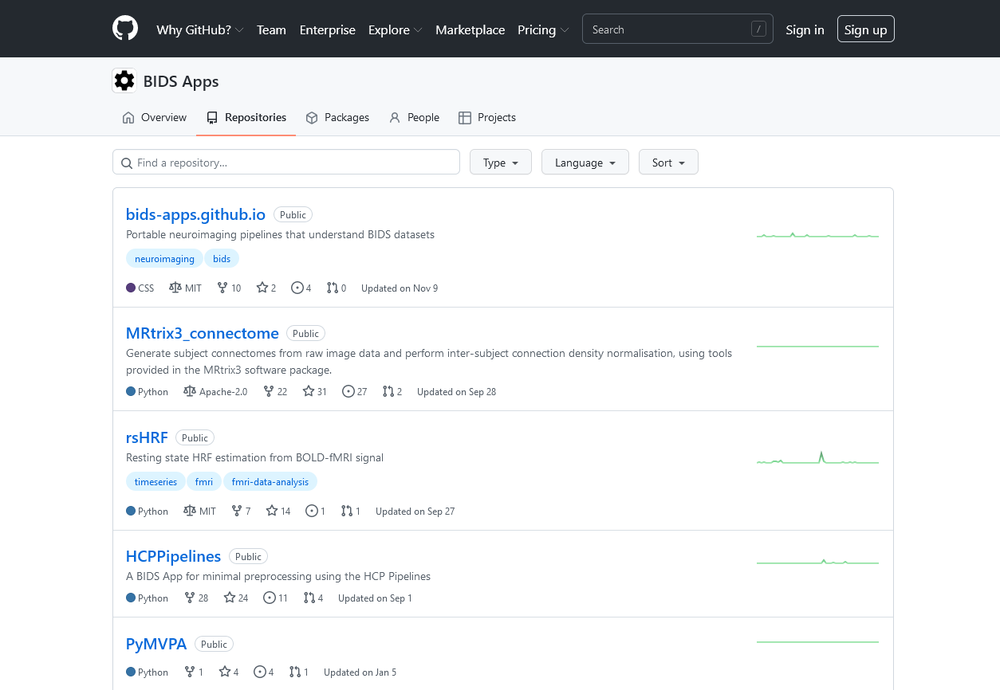 Why GitHub? Team Enterprise Explore Marketplace Pricing Search / Sign in Sign up
BIDS Apps
Overview Repositories Packages People Projects
Find a repository... Type Language Sort
bids-apps.github.io Public
Portable neuroimaging pipelines that understand BIDS datasets
neuroimaging bids
CSS MIT 10 2 4 0 Updated on Nov 9
MRtrix3_connectome Public
Generate subject connectomes from raw image data and perform inter-subject connection density normalisation, using tools
provided in the MRtrix3 software package.
Python Apache-2.0 22 31 27 2 Updated on Sep 28
rsHRF Public
Resting state HRF estimation from BOLD-fMRI signal
timeseries fmri fmri-data-analysis
Python MIT 7 14 1 1 Updated on Sep 27
HCPPipelines Public
A BIDS App for minimal preprocessing using the HCP Pipelines
Python 28 24 11 4 Updated on Sep 1
PyMVPA Public
Python 1 4 4 1 Updated on Jan 5